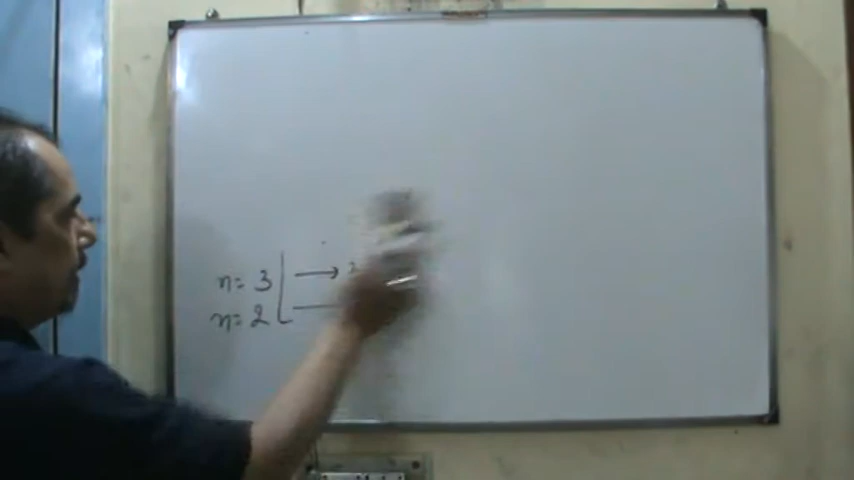 n= 3 →
n= 2